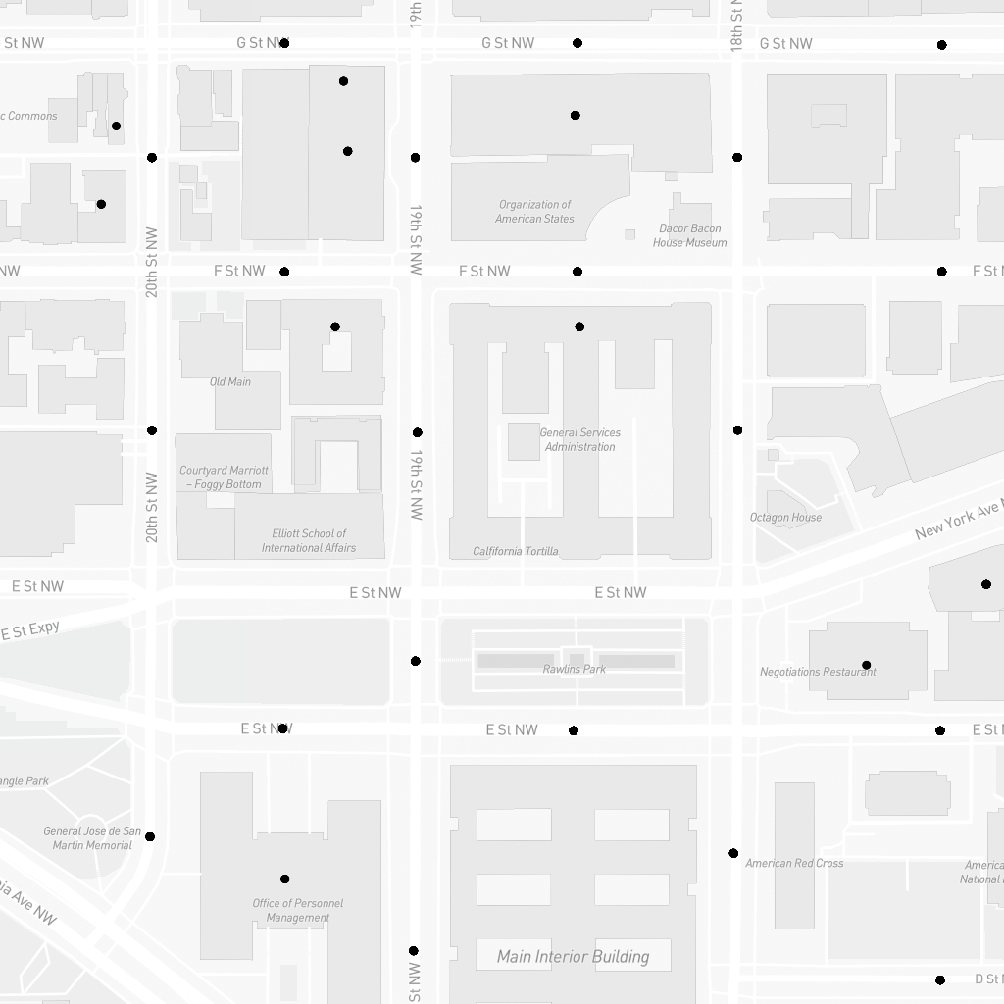 19th St
18th St N
St NW
G St NW
G St NW
G St NW
c Commons
Organization of
American States
Dacor Bacon
House Museum
20th St NW
19th St NW
NW
F St NW
F St NW
F St N
Old Main
General Services
Administration
Courtyard Marriott
– Foggy Bottom
20th St NW
19th St NW
Octagon House
New York Ave N
Elliott School of
International Affairs
Calfifornia Tortilla
E St NW
E St NW
E St NW
E St Expy
Rawlins Park
Negotiations Restaurant
E St NW
E St NW
E St N
angle Park
General Jose de San
Martin Memorial
American Red Cross
America
National
Office of Personnel
Management
ia Ave NW
Main Interior Building
St NW
D St N